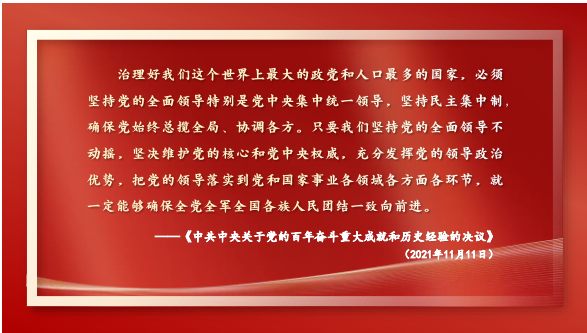 治理好我们这个世界上最大的政党和人口最多的国家，必须
坚持党的全面领导特别是党中央集中统一领导，坚持民主集中制，
确保党始终总揽全局、协调各方。只要我们坚持党的全面领导不
动摇，坚决维护党的核心和党中央权威，充分发挥党的领导政治
优势，把党的领导落实到党和国家事业各领域各方面各环节，就
一定能够确保全党全军全国各族人民团结一致向前进。
——《中共中央关于党的百年奋斗重大成就和历史经验的决议》
（2021年11月11日）